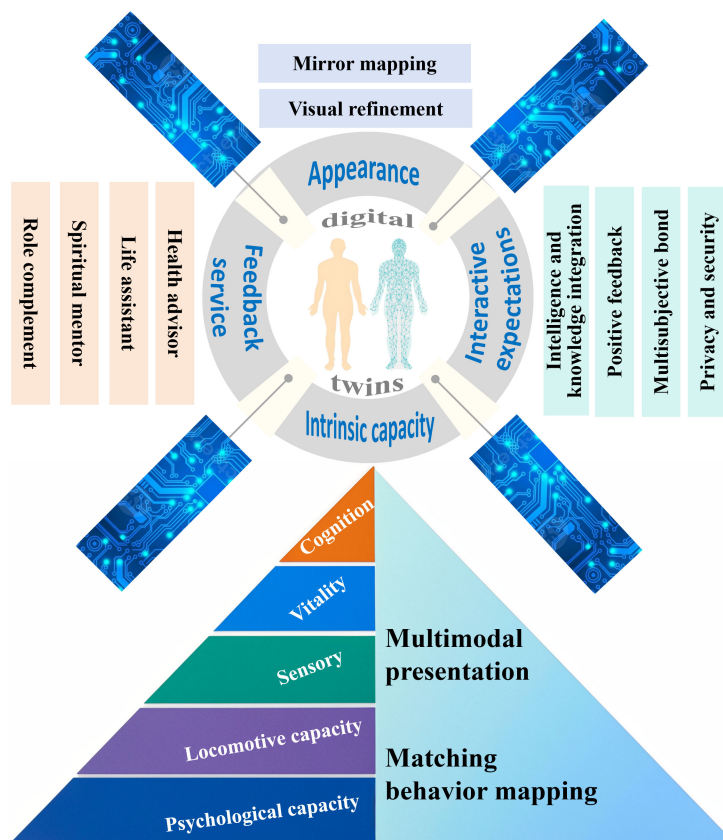 Mirror mapping
Visual refinement
Appearance
digital
twins
Feedback
service
Interactive
expectations
Intrinsic capacity
Role complement
Spiritual mentor
Life assistant
Health advisor
Intelligence and
knowledge integration
Positive feedback
Multisubjective bond
Privacy and security
Cognition
Vitality
Sensory
Locomotive capacity
Psychological capacity
Multimodal
presentation
Matching
behavior mapping